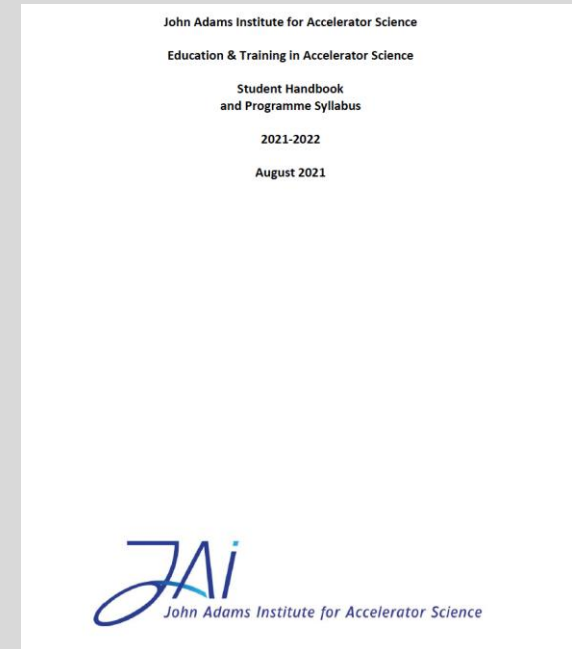 John Adams Institute for Accelerator Science
Education & Training in Accelerator Science
Student Handbook
and Programme Syllabus
2021-2022
August 2021
JAi
John Adams Institute for Accelerator Science